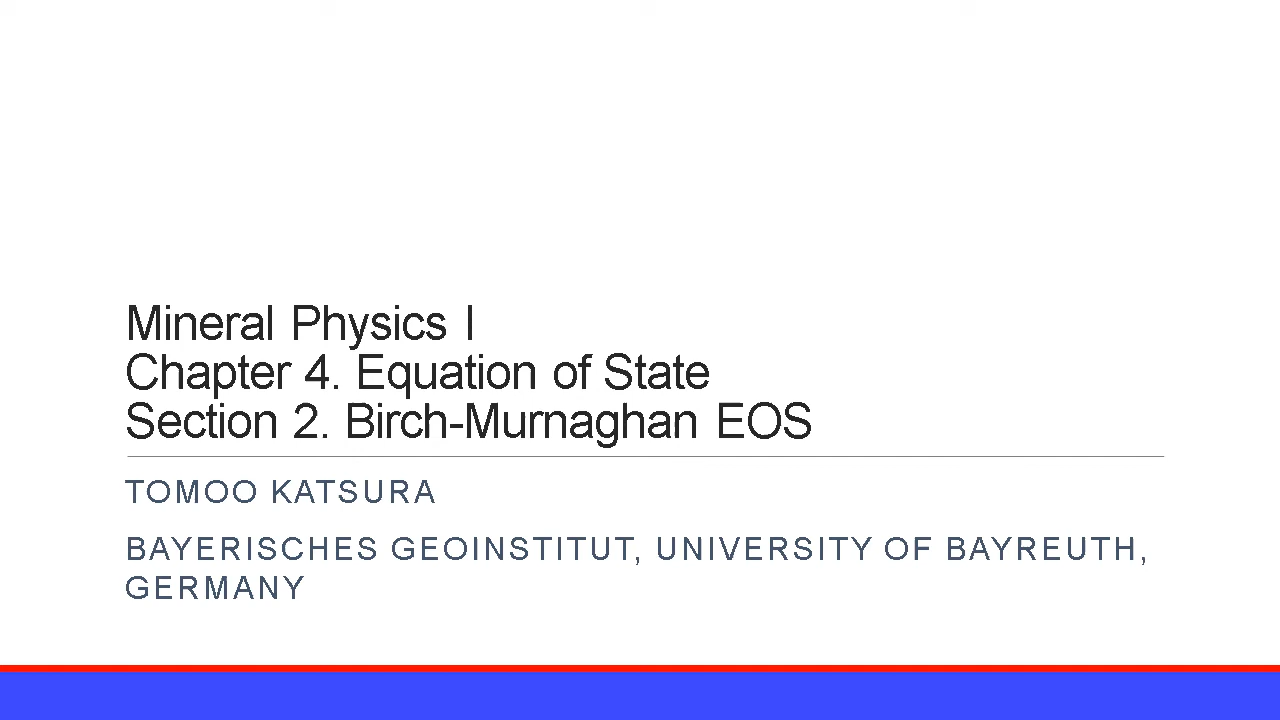 Mineral Physics I
Chapter 4. Equation of State
Section 2. Birch-Murnaghan EOS
TOMOO KATSURA
BAYERISCHES GEOINSTITUT, UNIVERSITY OF BAYREUTH,
GERMANY